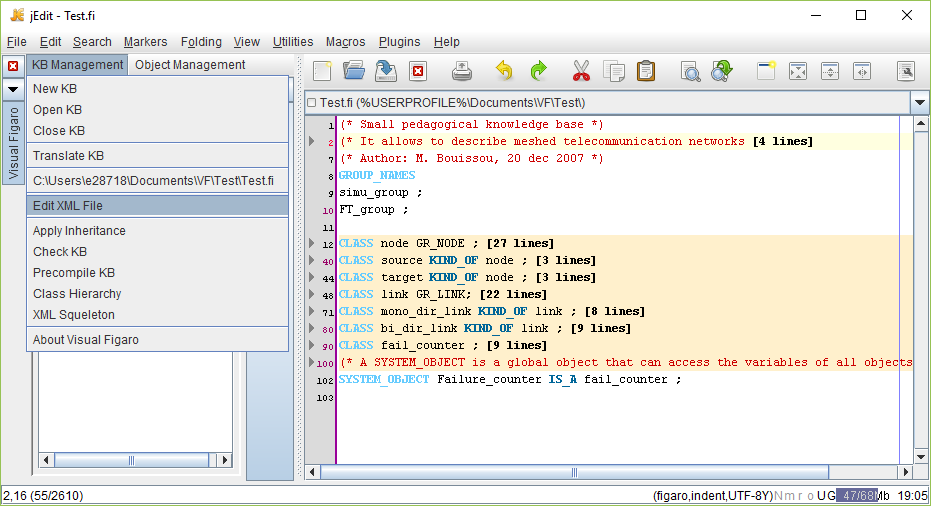 jEdit - Test.fi
File Edit Search Markers Folding View Utilities Macros Plugins Help
KB Management Object Management
New KB
Open KB
Close KB
Translate KB
C:\Users\e28718\Documents\VF\Test\Test.fi
Edit XML File
Apply Inheritance
Check KB
Precompile KB
Class Hierarchy
XML Squeleton
About Visual Figaro
Visual Figaro
Test.fi (%USERPROFILE%\Documents\VF\Test\)
1 (* Small pedagogical knowledge base *)
2 (* It allows to describe meshed telecommunication networks [4 lines]
7 (* Author: M. Bouissou, 20 dec 2007 *)
8 GROUP_NAMES
9 simu_group ;
10 FT_group ;
11
12 CLASS node GR_NODE ; [27 lines]
40 CLASS source KIND_OF node ; [3 lines]
44 CLASS target KIND_OF node ; [3 lines]
48 CLASS link GR_LINK; [22 lines]
71 CLASS mono_dir_link KIND_OF link ; [8 lines]
80 CLASS bi_dir_link KIND_OF link ; [9 lines]
90 CLASS fail_counter ; [9 lines]
100 (* A SYSTEM_OBJECT is a global object that can access the variables of all objects
102 SYSTEM_OBJECT Failure_counter IS_A fail_counter ;
103
2,16 (55/2610)
(figaro,indent,UTF-8Y)N m r o U G 47/68Mb 19:05